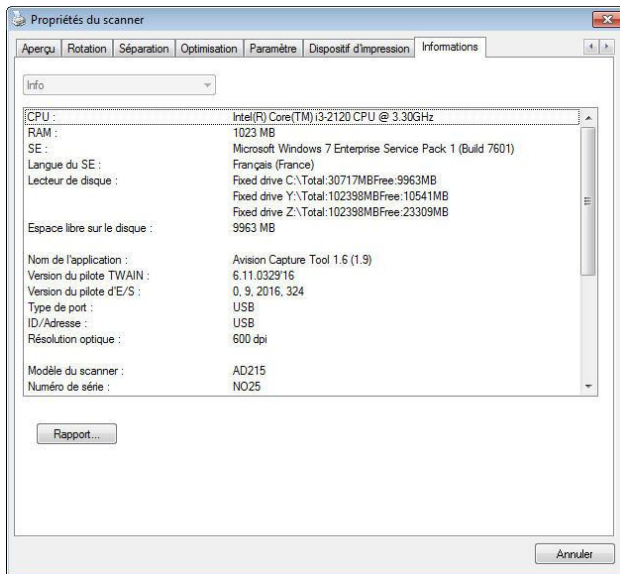 Propriétés du scanner
Aperçu Rotation Séparation Optimisation Paramètre Dispositif d'impression Informations
Info
CPU : Intel(R) Core(TM) i3-2120 CPU @ 3.30GHz
RAM : 1023 MB
SE : Microsoft Windows 7 Enterprise Service Pack 1 (Build 7601)
Langue du SE : Français (France)
Lecteur de disque : Fixed drive C:\Total:30717MBFree:9963MB
Fixed drive Y:\Total:102398MBFree:10541MB
Fixed drive Z:\Total:102398MBFree:23309MB
Espace libre sur le disque : 9963 MB
Nom de l'application : Avision Capture Tool 1.6 (1.9)
Version du pilote TWAIN : 6.11.0329'16
Version du pilote d'E/S : 0, 9, 2016, 324
Type de port : USB
ID/Adresse : USB
Résolution optique : 600 dpi
Modèle du scanner : AD215
Numéro de série : NO25
Rapport...
Annuler